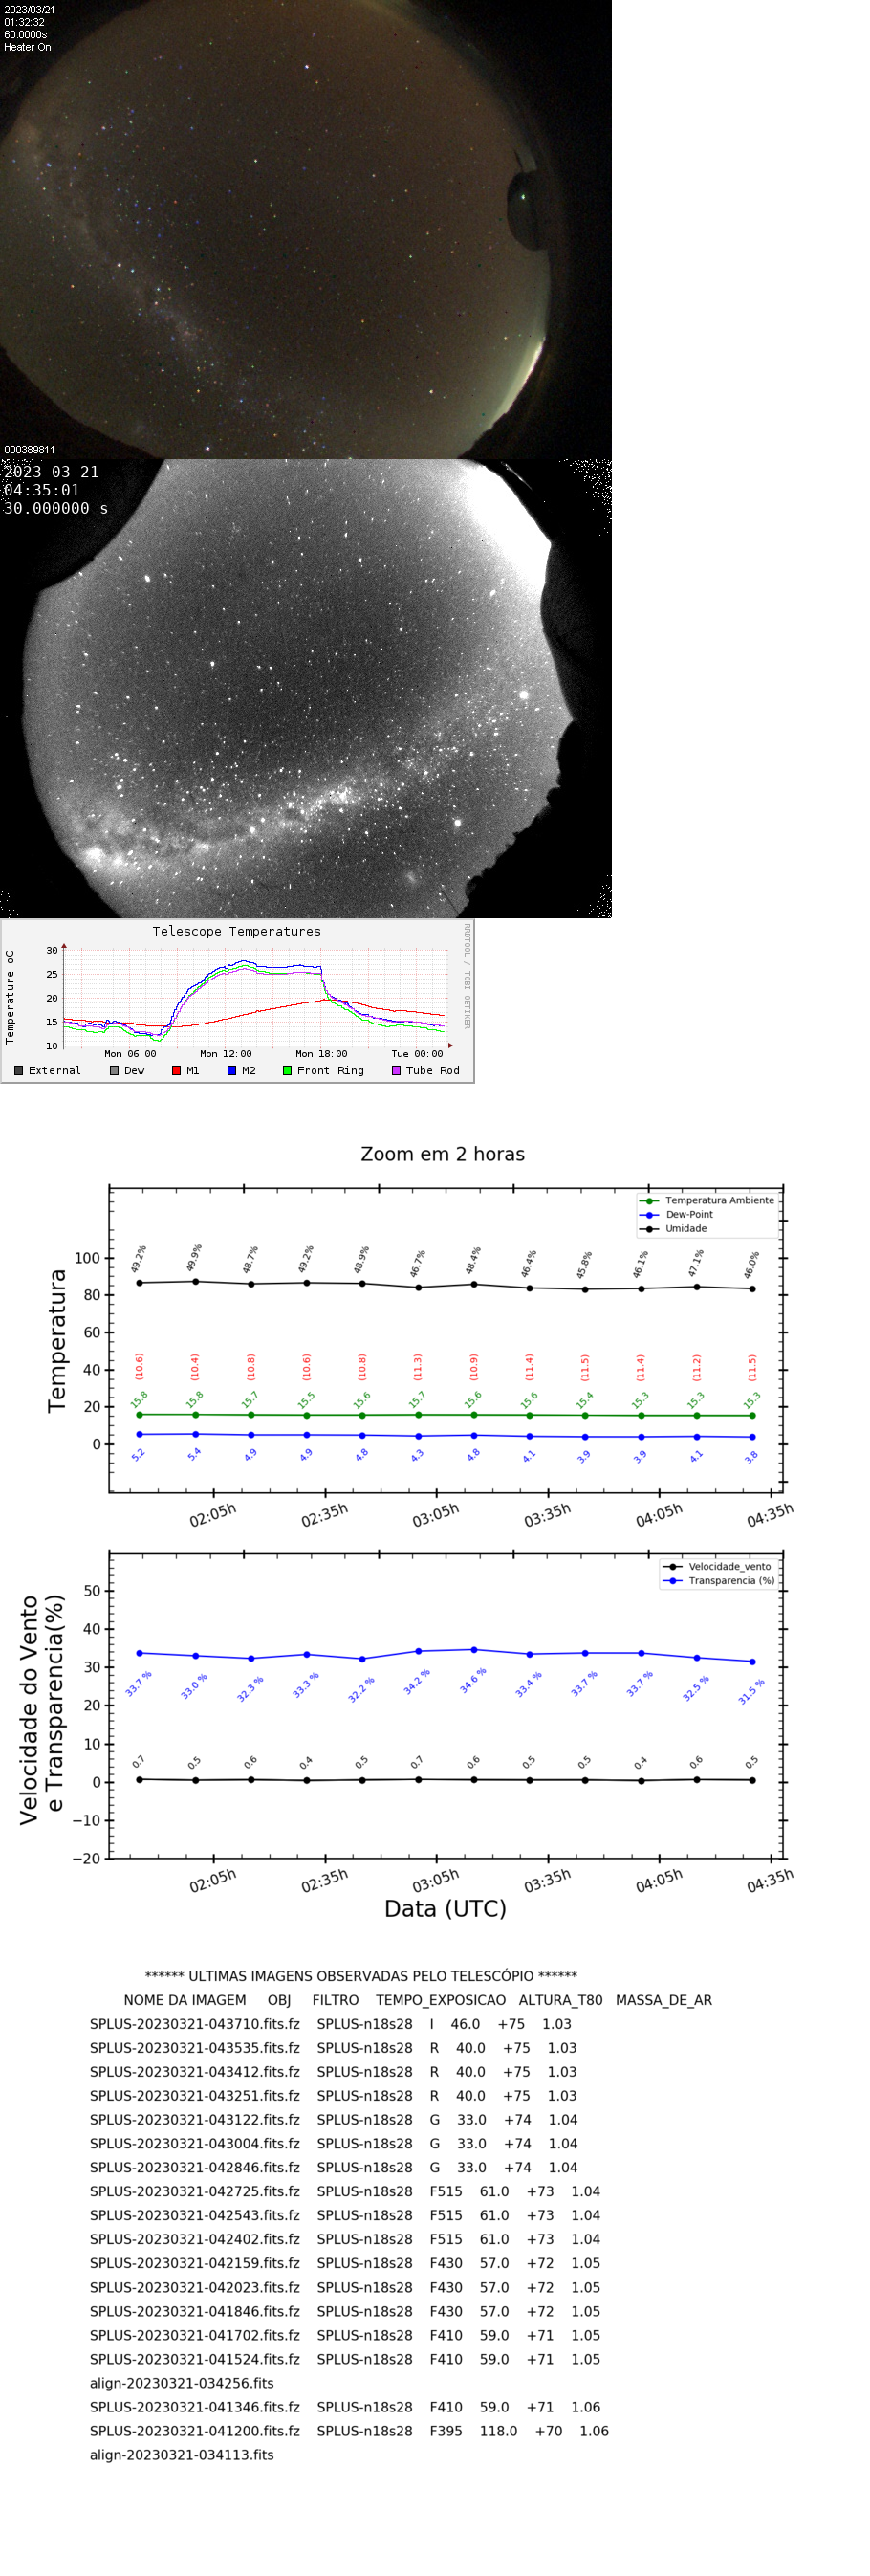 2023/03/21
01:32:32
60.0000s
Heater On
000389811
2023-03-21
04:35:01
30.000000 s
Telescope Temperatures
RRDTOOL / TOBI OETIKER
Temperature oC
30
25
20
15
10
Mon 06:00 Mon 12:00 Mon 18:00 Tue 00:00
External Dew M1 M2 Front Ring Tube Rod
Zoom em 2 horas
Temperatura Ambiente
Dew-Point
Umidade
Temperatura
100
80
60
40
20
0
49.2% 49.9% 48.7% 49.2% 48.9% 46.7% 48.4% 46.4% 45.8% 46.1% 47.1% 46.0%
(10.6) (10.4) (10.8) (10.6) (10.8) (11.3) (10.9) (11.4) (11.5) (11.4) (11.2) (11.5)
15.8 15.8 15.7 15.5 15.6 15.7 15.6 15.6 15.4 15.3 15.3 15.3
5.2 5.4 4.9 4.9 4.8 4.3 4.8 4.1 3.9 3.9 4.1 3.8
02:05h 02:35h 03:05h 03:35h 04:05h 04:35h
Velocidade_vento
Transparencia (%)
Velocidade do Vento
e Transparencia(%)
50
40
30
20
10
0
−10
−20
33.7 % 33.0 % 32.3 % 33.3 % 32.2 % 34.2 % 34.6 % 33.4 % 33.7 % 33.7 % 32.5 % 31.5 %
0.7 0.5 0.6 0.4 0.5 0.7 0.6 0.5 0.5 0.4 0.6 0.5
02:05h 02:35h 03:05h 03:35h 04:05h 04:35h
Data (UTC)
****** ULTIMAS IMAGENS OBSERVADAS PELO TELESCÓPIO ******
NOME DA IMAGEM OBJ FILTRO TEMPO_EXPOSICAO ALTURA_T80 MASSA_DE_AR
SPLUS-20230321-043710.fits.fz SPLUS-n18s28 I 46.0 +75 1.03
SPLUS-20230321-043535.fits.fz SPLUS-n18s28 R 40.0 +75 1.03
SPLUS-20230321-043412.fits.fz SPLUS-n18s28 R 40.0 +75 1.03
SPLUS-20230321-043251.fits.fz SPLUS-n18s28 R 40.0 +75 1.03
SPLUS-20230321-043122.fits.fz SPLUS-n18s28 G 33.0 +74 1.04
SPLUS-20230321-043004.fits.fz SPLUS-n18s28 G 33.0 +74 1.04
SPLUS-20230321-042846.fits.fz SPLUS-n18s28 G 33.0 +74 1.04
SPLUS-20230321-042725.fits.fz SPLUS-n18s28 F515 61.0 +73 1.04
SPLUS-20230321-042543.fits.fz SPLUS-n18s28 F515 61.0 +73 1.04
SPLUS-20230321-042402.fits.fz SPLUS-n18s28 F515 61.0 +73 1.04
SPLUS-20230321-042159.fits.fz SPLUS-n18s28 F430 57.0 +72 1.05
SPLUS-20230321-042023.fits.fz SPLUS-n18s28 F430 57.0 +72 1.05
SPLUS-20230321-041846.fits.fz SPLUS-n18s28 F430 57.0 +72 1.05
SPLUS-20230321-041702.fits.fz SPLUS-n18s28 F410 59.0 +71 1.05
SPLUS-20230321-041524.fits.fz SPLUS-n18s28 F410 59.0 +71 1.05
align-20230321-034256.fits
SPLUS-20230321-041346.fits.fz SPLUS-n18s28 F410 59.0 +71 1.06
SPLUS-20230321-041200.fits.fz SPLUS-n18s28 F395 118.0 +70 1.06
align-20230321-034113.fits